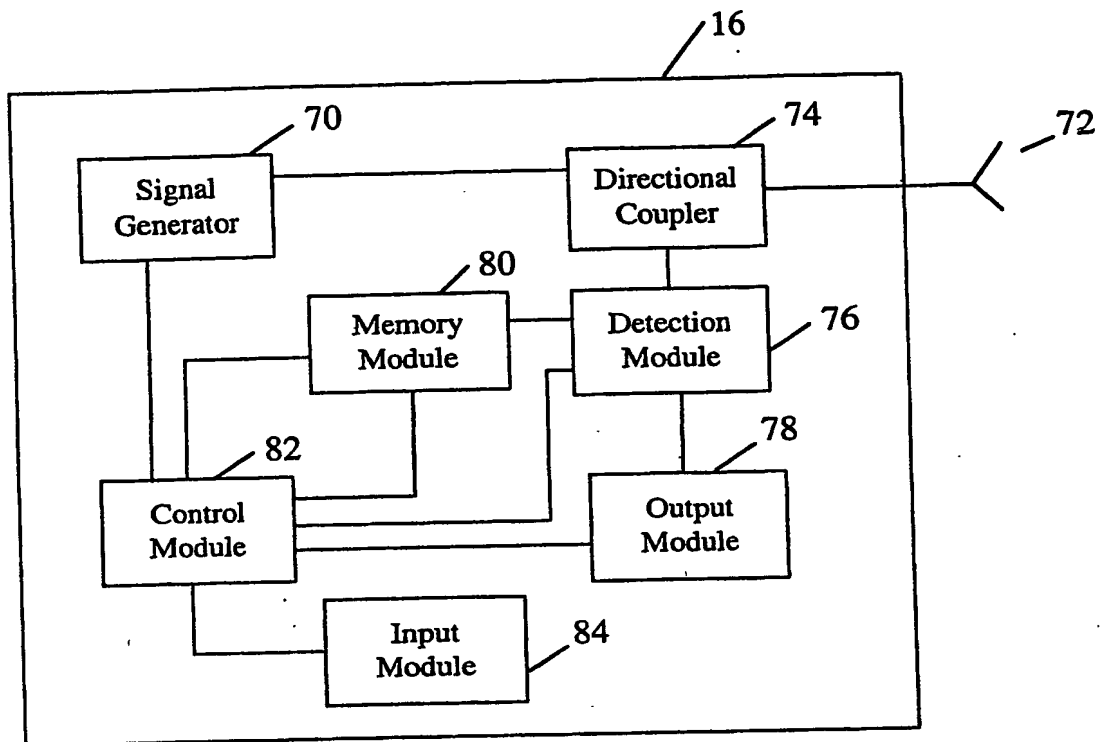 16
70
74
72
Signal
Generator
Directional
Coupler
80
Memory
Module
Detection
Module
76
82
78
Control
Module
Output
Module
Input
Module
84